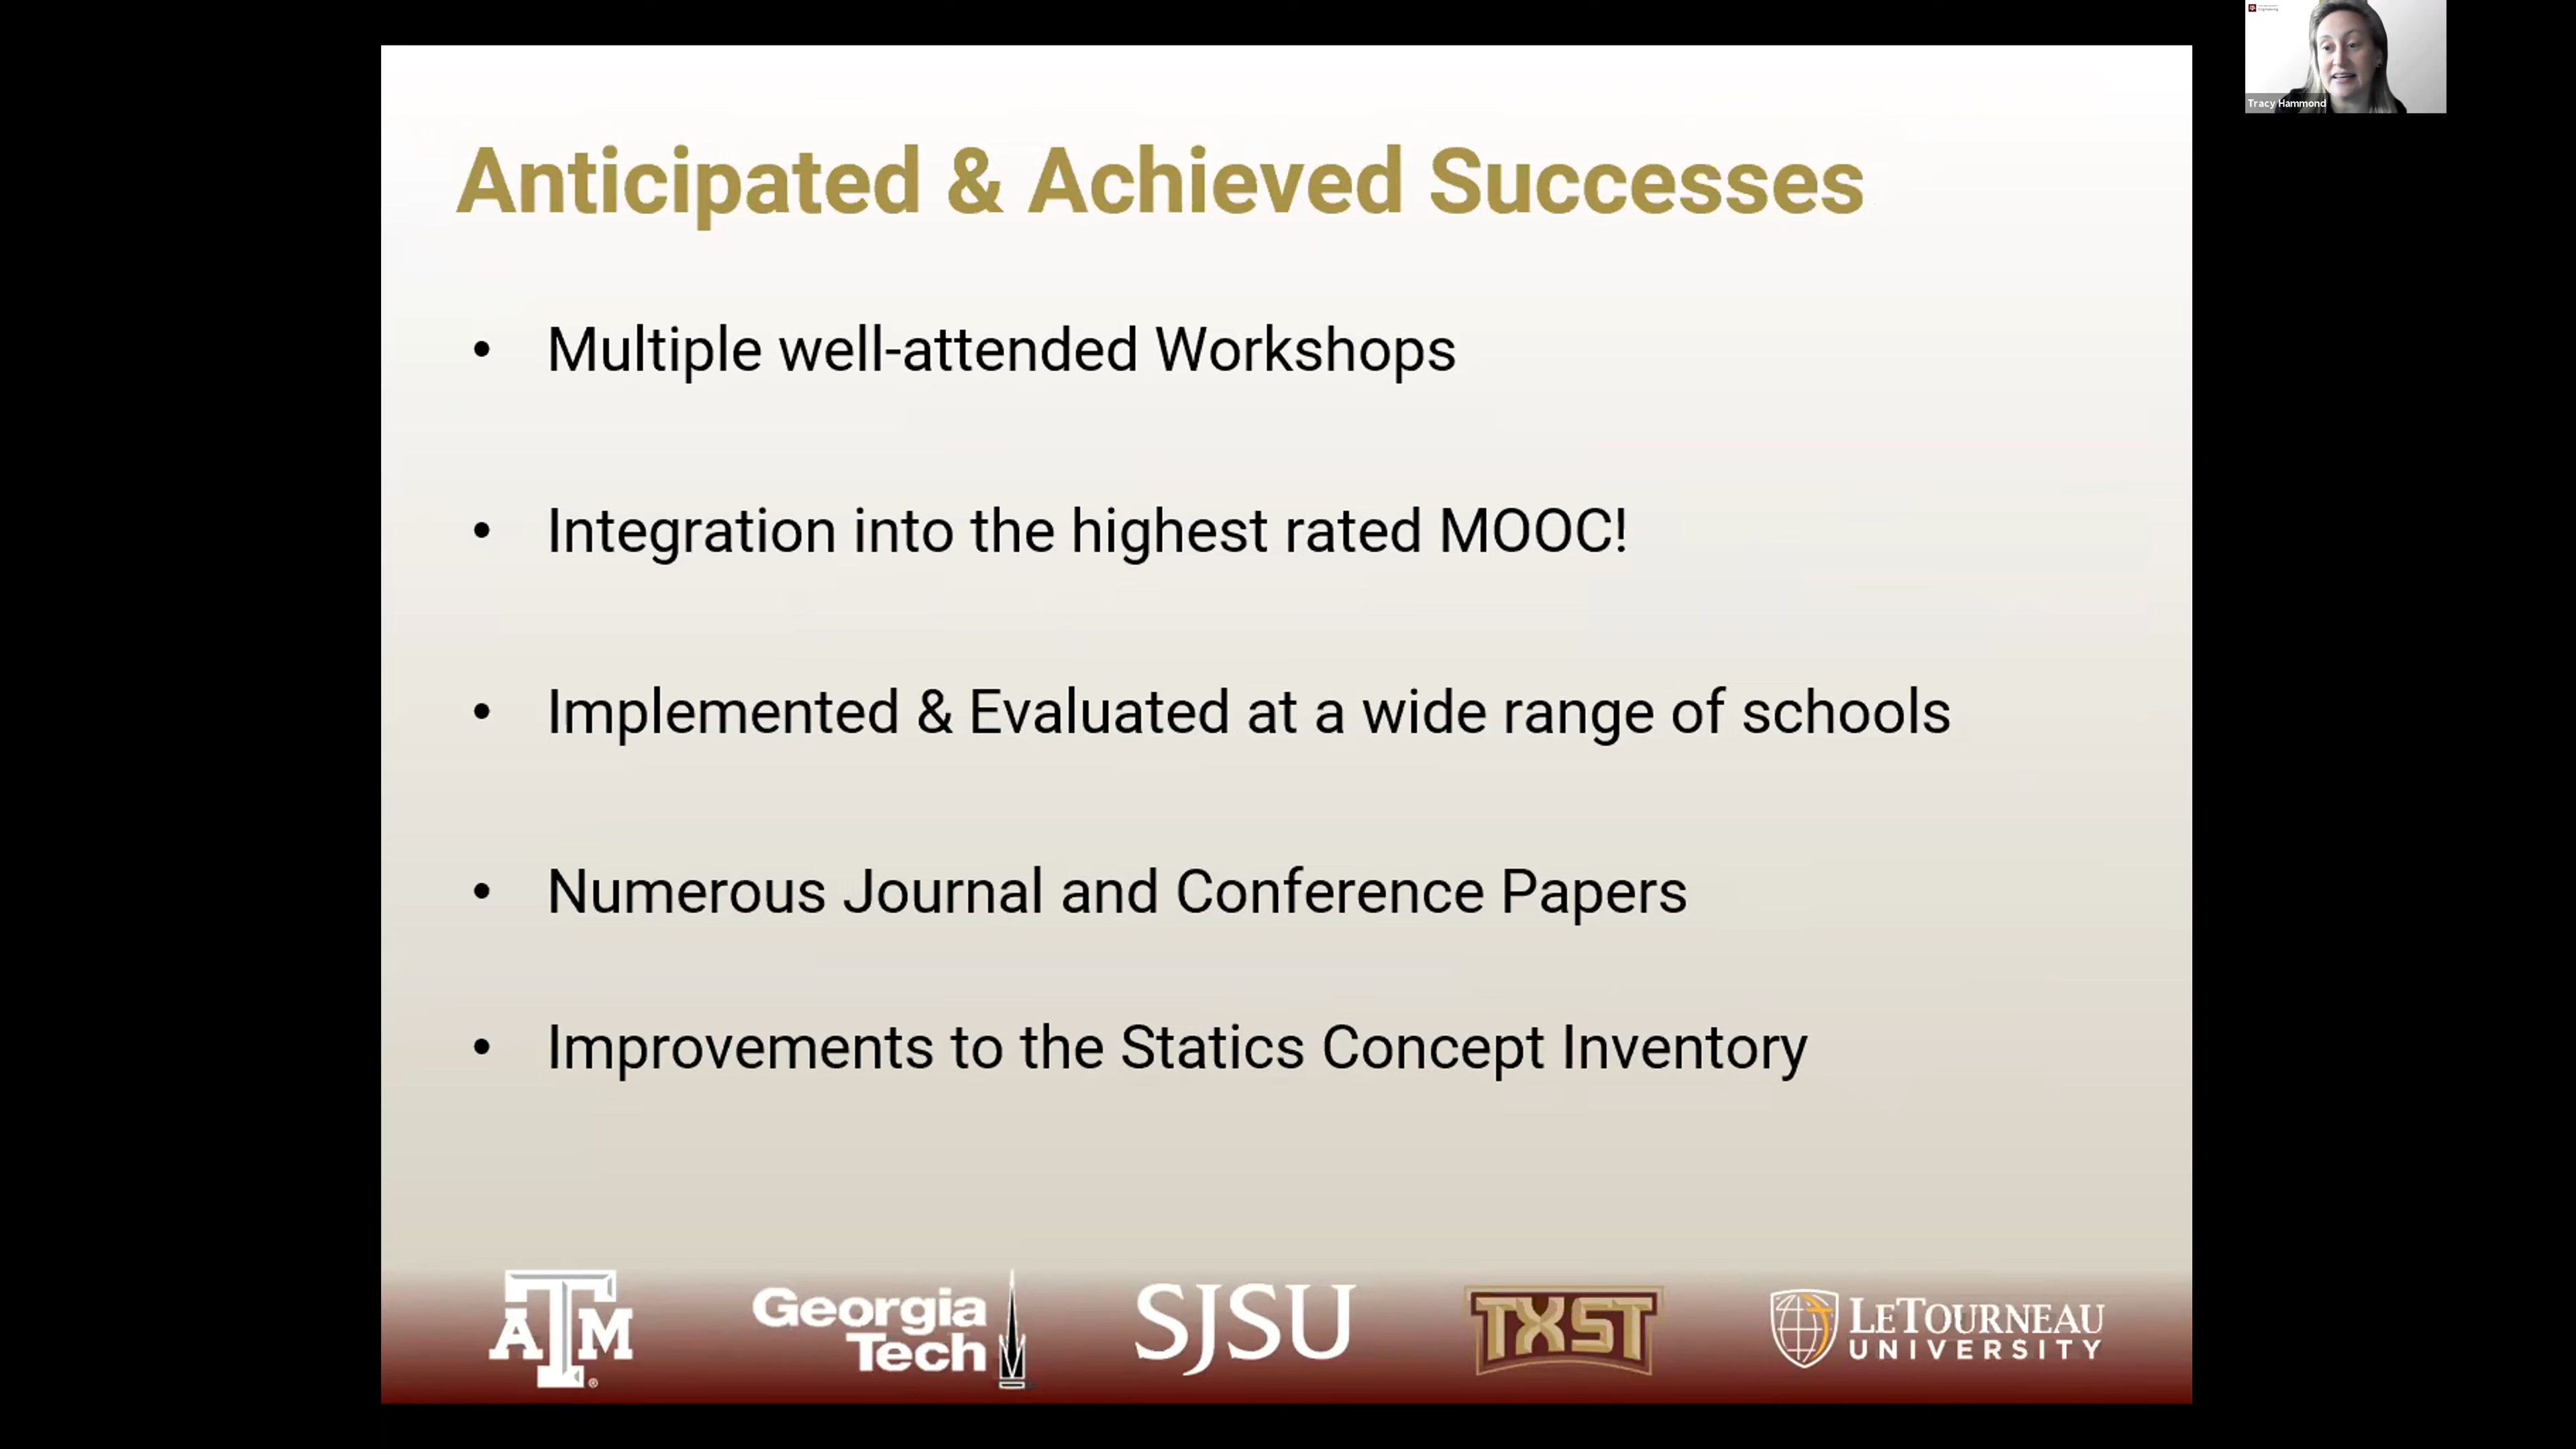 Tracy Hammond
Anticipated & Achieved Successes
• Multiple well-attended Workshops
• Integration into the highest rated MOOC!
• Implemented & Evaluated at a wide range of schools
• Numerous Journal and Conference Papers
• Improvements to the Statics Concept Inventory
ATM®
Georgia
Tech
SJSU
TXST
LETOURNEAU
UNIVERSITY